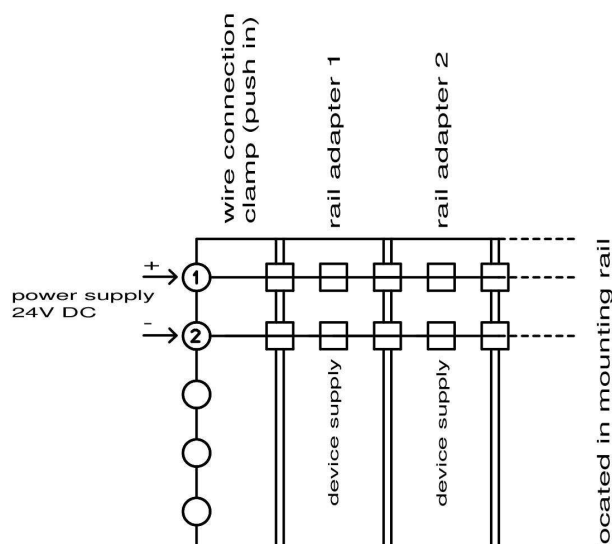 wire connection
clamp (push in)
rail adapter 1
rail adapter 2
+
1
power supply
24V DC
-
2
device supply
device supply
ocated in mounting rail